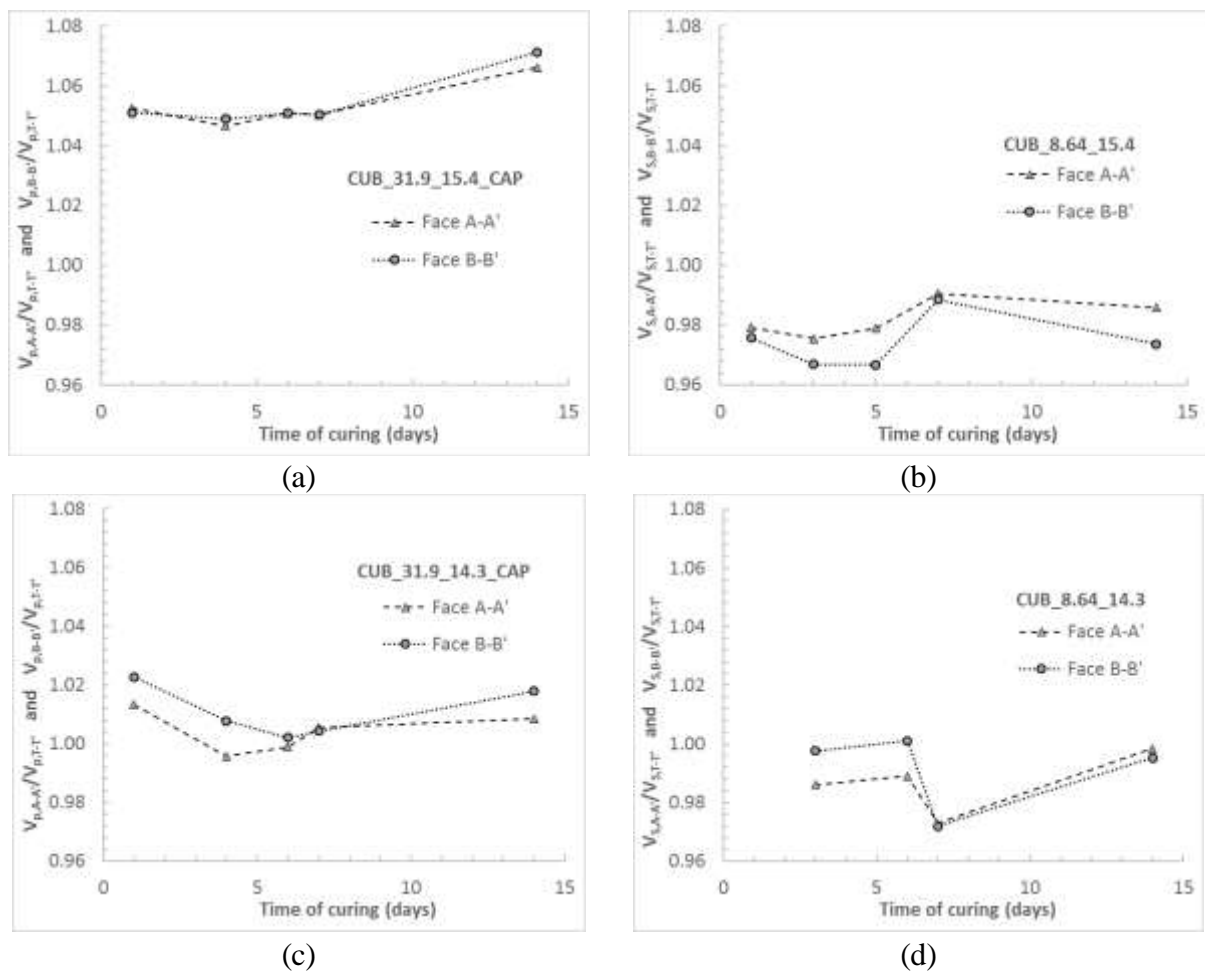 V_p,A-A'/V_p,T-T' and V_p,B-B'/V_p,T-T'
1.08
1.06
1.04
1.02
1.00
0.98
0.96
CUB_31.9_15.4_CAP
Face A-A'
Face B-B'
0 5 10 15
Time of curing (days)
(a)
V_S,A-A'/V_S,T-T' and V_S,B-B'/V_S,T-T'
1.08
1.06
1.04
1.02
1.00
0.98
0.96
CUB_8.64_15.4
Face A-A'
Face B-B'
0 5 10 15
Time of curing (days)
(b)
V_p,A-A'/V_p,T-T' and V_p,B-B'/V_p,T-T'
1.08
1.06
1.04
1.02
1.00
0.98
0.96
CUB_31.9_14.3_CAP
Face A-A'
Face B-B'
0 5 10 15
Time of curing (days)
(c)
V_S,A-A'/V_S,T-T' and V_S,B-B'/V_S,T-T'
1.08
1.06
1.04
1.02
1.00
0.98
0.96
CUB_8.64_14.3
Face A-A'
Face B-B'
0 5 10 15
Time of curing (days)
(d)